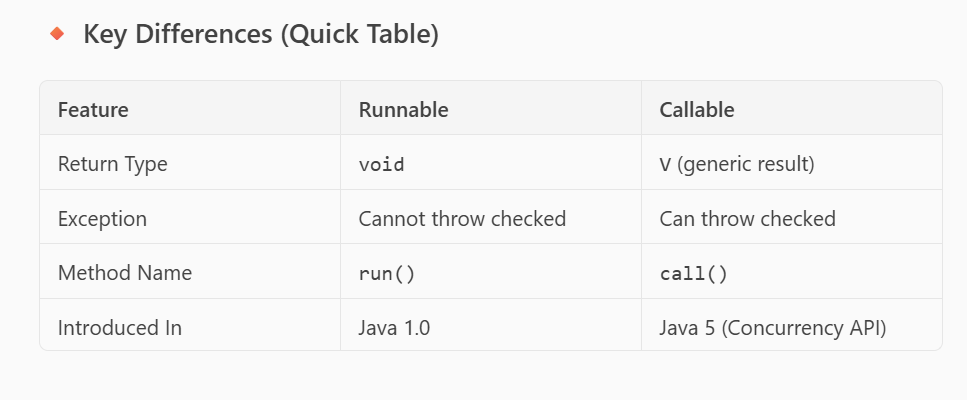 Key Differences (Quick Table)
Feature Runnable Callable
Return Type void V (generic result)
Exception Cannot throw checked Can throw checked
Method Name run() call()
Introduced In Java 1.0 Java 5 (Concurrency API)